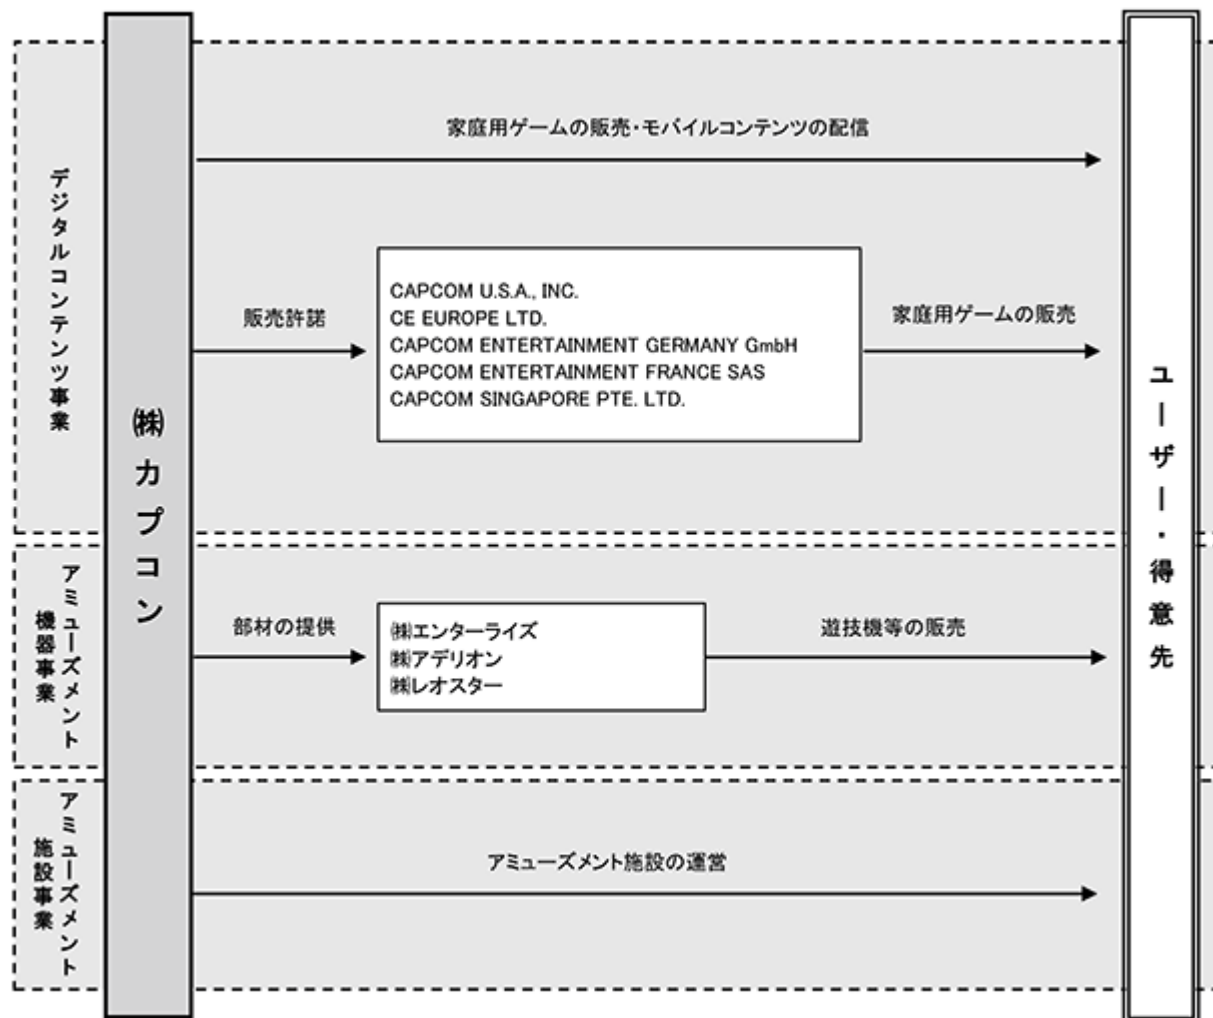 デジタルコンテンツ事業
㈱カプコン
家庭用ゲームの販売・モバイルコンテンツの配信
販売許諾
CAPCOM U.S.A., INC.
CE EUROPE LTD.
CAPCOM ENTERTAINMENT GERMANY GmbH
CAPCOM ENTERTAINMENT FRANCE SAS
CAPCOM SINGAPORE PTE. LTD.
家庭用ゲームの販売
ユーザー・得意先
アミューズメント
機器事業
部材の提供
㈱エンターライズ
㈱アデリオン
㈱レオスター
遊技機等の販売
アミューズメント
施設事業
アミューズメント施設の運営